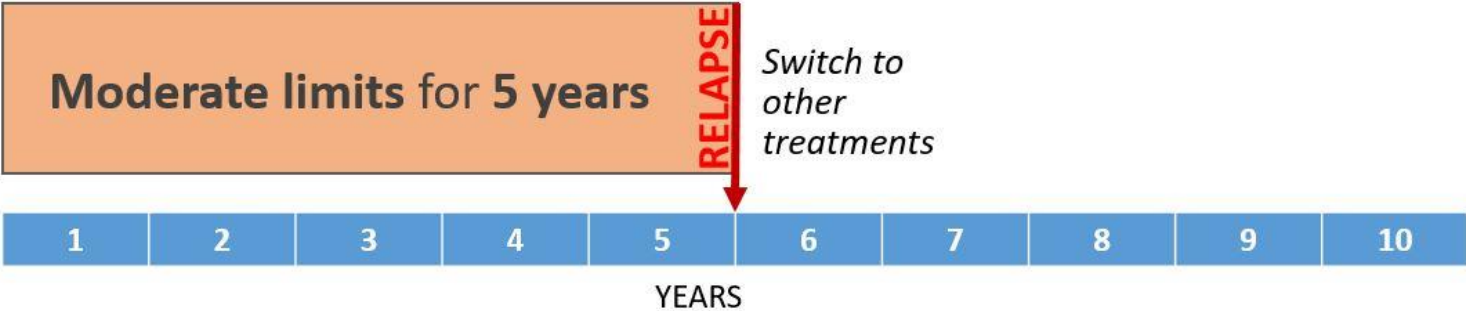 Moderate limits for 5 years
RELAPSE
Switch to
other
treatments
1 2 3 4 5 6 7 8 9 10
YEARS